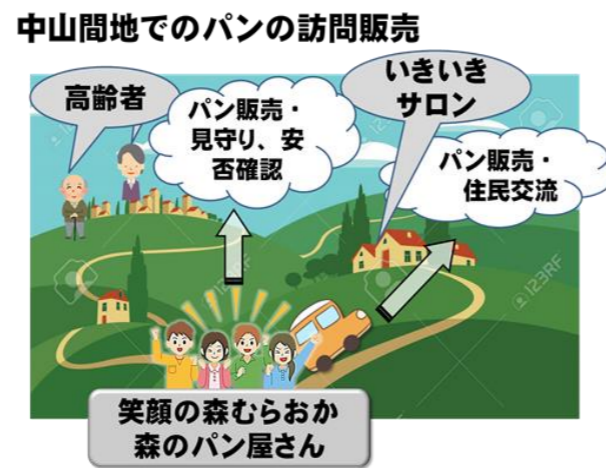 中山間地でのパンの訪問販売
高齢者
パン販売・
見守り、安
否確認
いきいき
サロン
パン販売・
住民交流
笑顔の森むらおか
森のパン屋さん
123RF
123RF
123RF